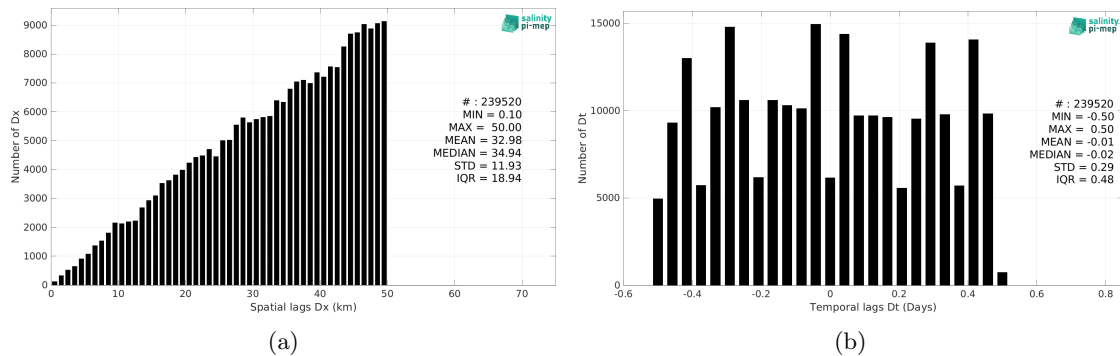 9000
8000
7000
6000
5000
4000
3000
2000
1000
0
Number of Dx
0 10 20 30 40 50 60 70
Spatial lags Dx (km)
salinity
pi-mep
# : 239520
MIN = 0.10
MAX = 50.00
MEAN = 32.98
MEDIAN = 34.94
STD = 11.93
IQR = 18.94
(a)
15000
10000
5000
0
Number of Dt
-0.6 -0.4 -0.2 0 0.2 0.4 0.6 0.8
Temporal lags Dt (Days)
salinity
pi-mep
# : 239520
MIN = -0.50
MAX = 0.50
MEAN = -0.01
MEDIAN = -0.02
STD = 0.29
IQR = 0.48
(b)